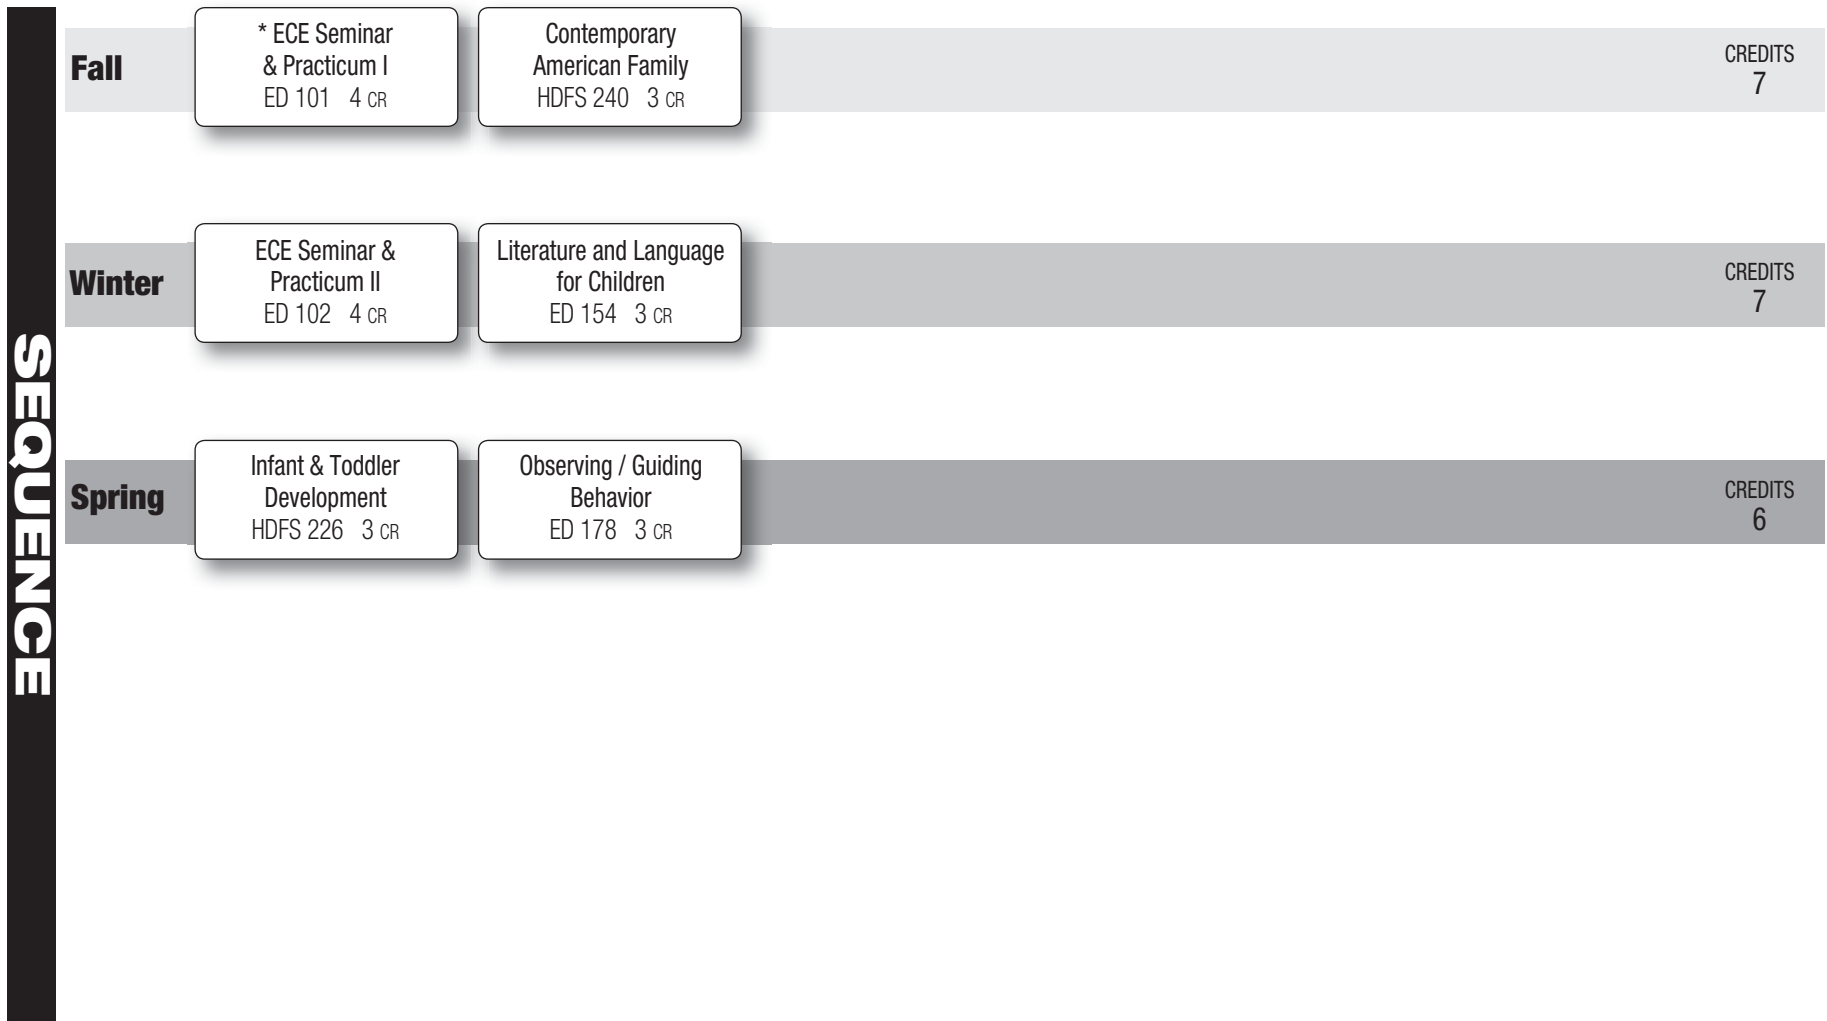 SEQUENCE
Fall
* ECE Seminar
& Practicum I
ED 101 4 CR
Contemporary
American Family
HDFS 240 3 CR
CREDITS
7
Winter
ECE Seminar &
Practicum II
ED 102 4 CR
Literature and Language
for Children
ED 154 3 CR
CREDITS
7
Spring
Infant & Toddler
Development
HDFS 226 3 CR
Observing / Guiding
Behavior
ED 178 3 CR
CREDITS
6